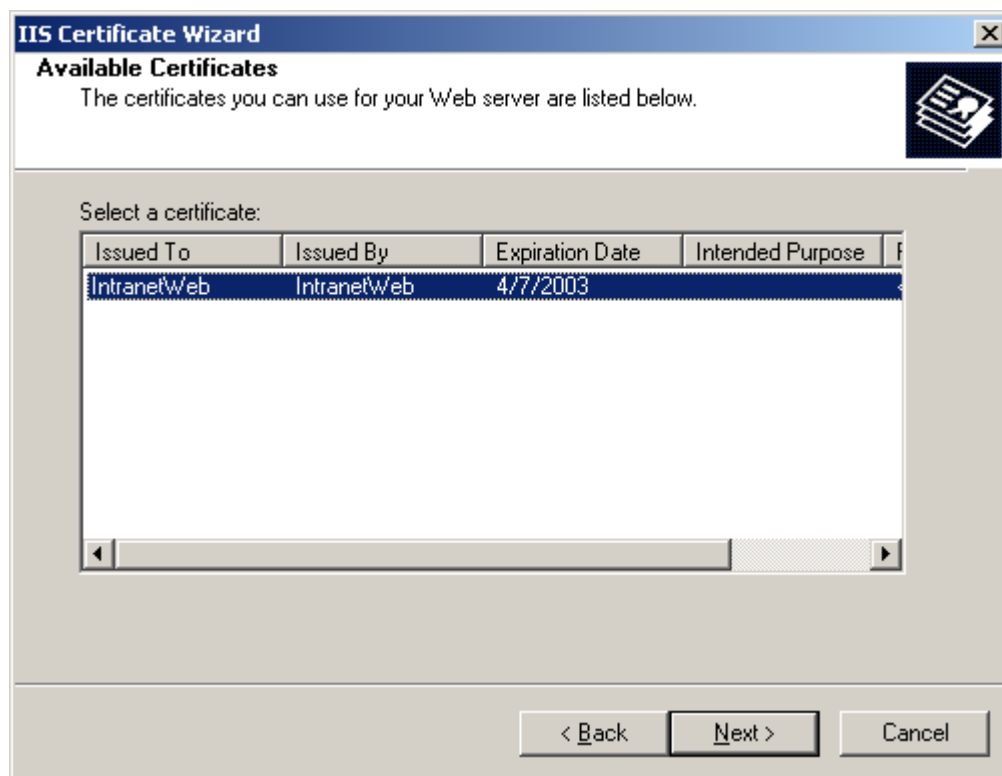 IIS Certificate Wizard
Available Certificates
The certificates you can use for your Web server are listed below.
Select a certificate:
Issued To Issued By Expiration Date Intended Purpose
IntranetWeb IntranetWeb 4/7/2003
< Back Next > Cancel